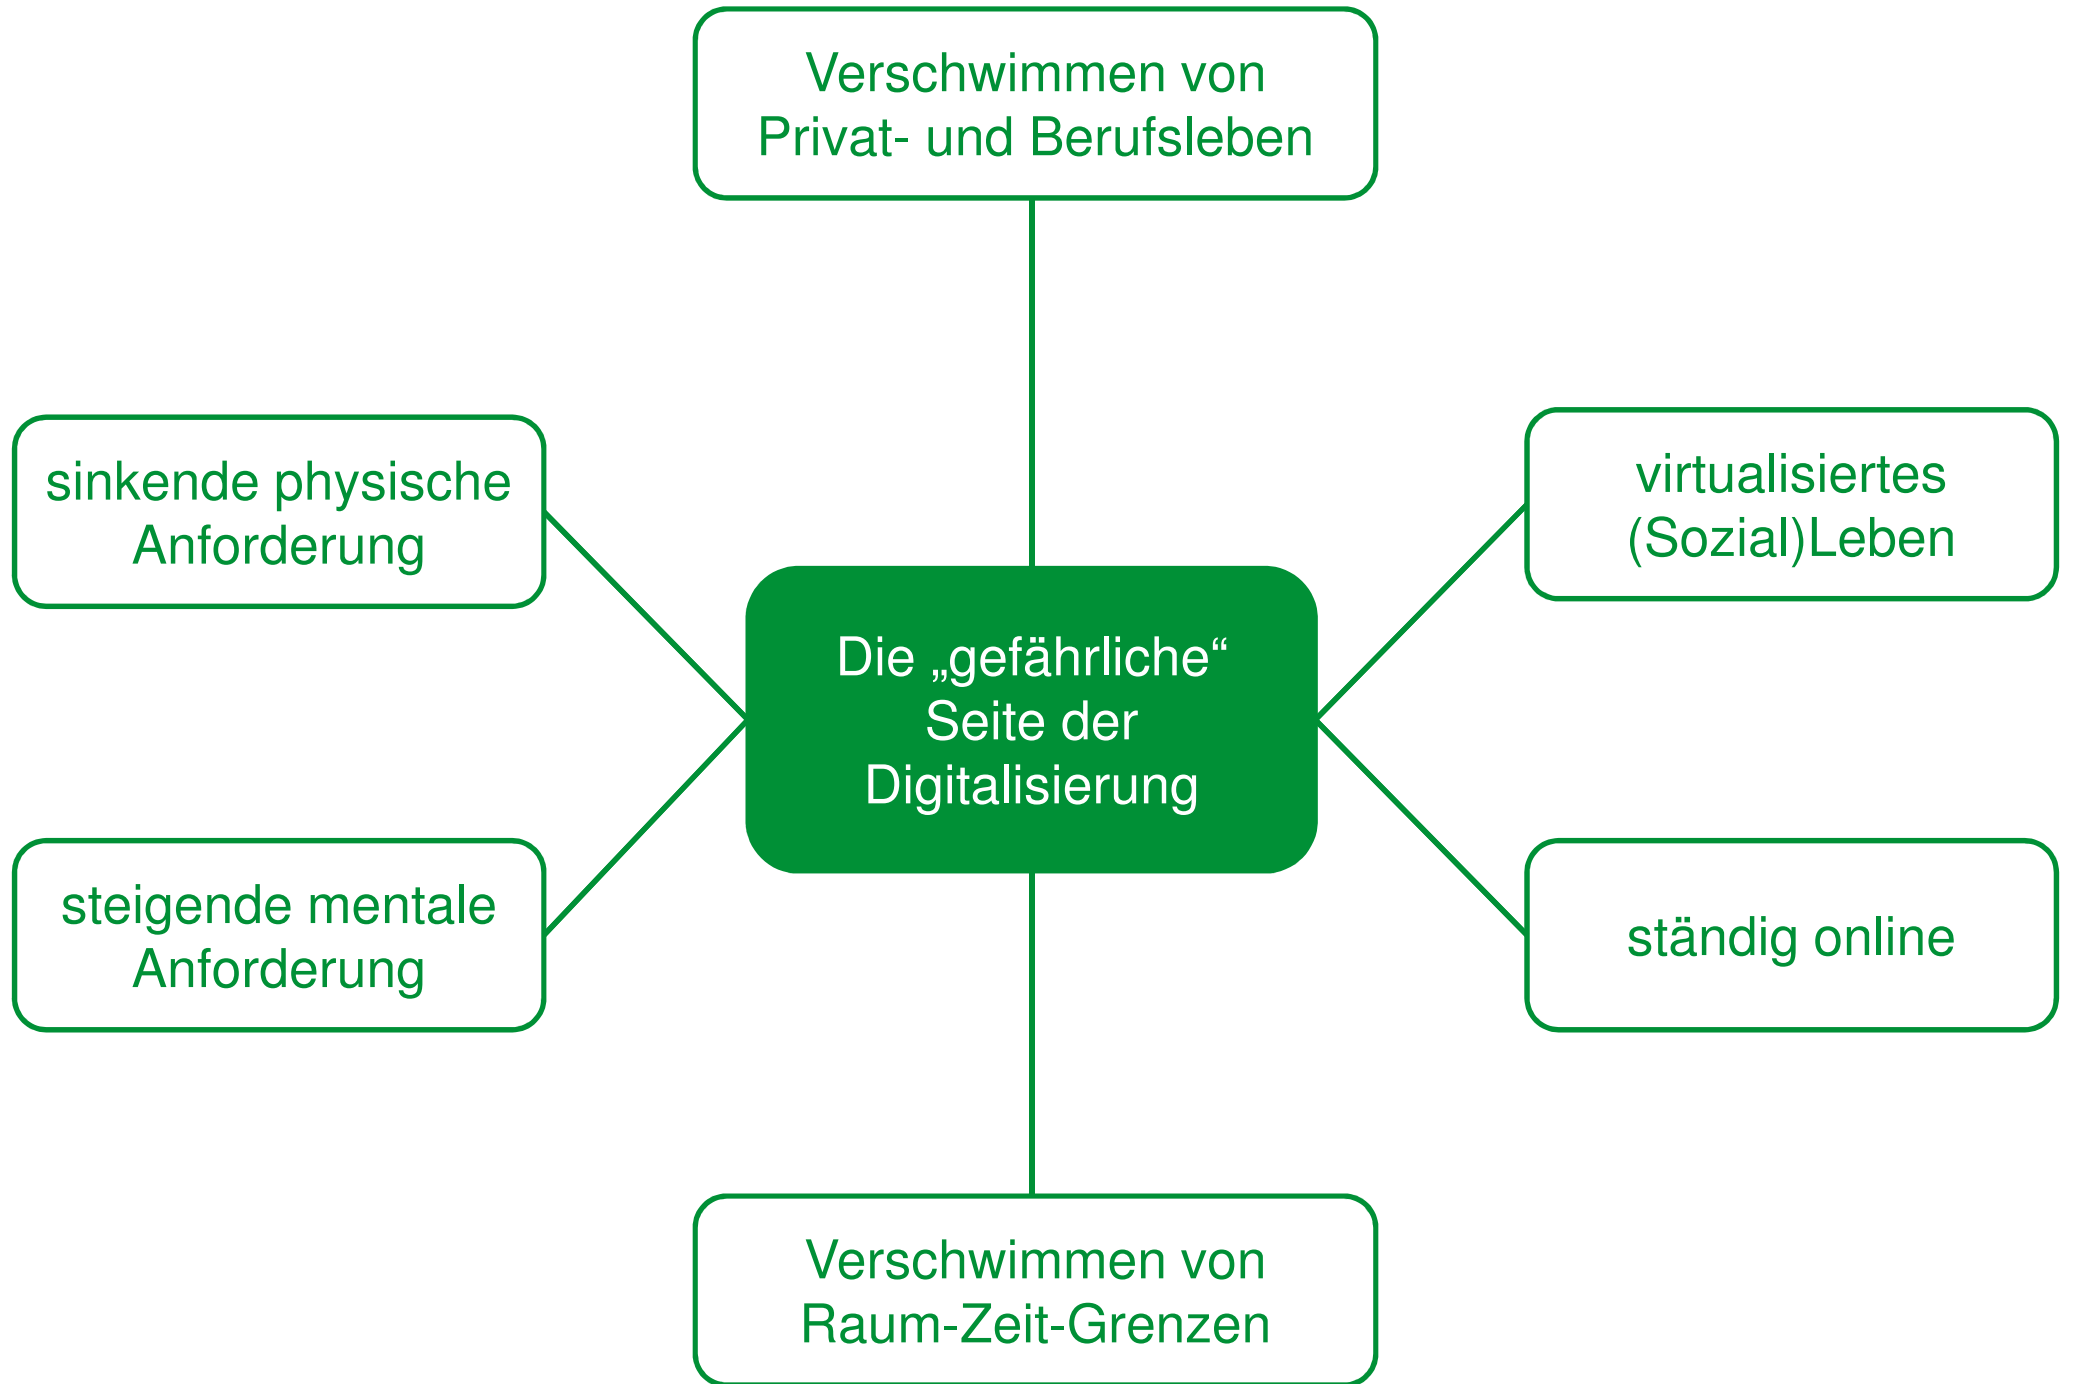 Verschwimmen von
Privat- und Berufsleben
sinkende physische
Anforderung
virtualisiertes
(Sozial)Leben
Die „gefährliche“
Seite der
Digitalisierung
steigende mentale
Anforderung
ständig online
Verschwimmen von
Raum-Zeit-Grenzen